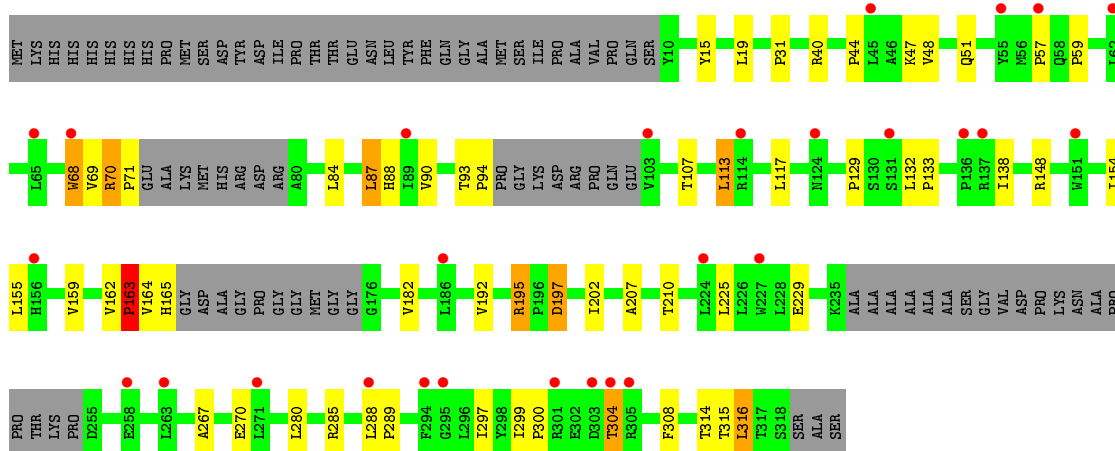 MET LYS HIS HIS HIS HIS HIS HIS HIS HIS PRO MET SER ASP TYR ASP ILE PRO THR THR GLU ASN LEU TYR PHE GLN GLY ALA MET SER ILE PRO ALA VAL PRO GLN SER Y10 Y15 L19 P31 R40 P44 L45 A46 K47 V48 Q51 Y55 M56 P57 Q58 P59 L62
L65 W68 V69 R70 P71 GLU ALA LYS MET HIS ARG ASP ARG A80 L84 L87 H88 I89 V90 T93 P94 PRO GLY LYS ASP ARG PRO GLN GLU V103 T107 L113 R114 L117 N124 P129 S130 S131 L132 P133 P136 R137 I138 R148 W151 I154
L155 H156 V159 V162 P163 V164 H165 GLY ASP ALA GLY PRO GLY GLY MET GLY GLY G176 V182 L186 V192 R195 P196 D197 I202 A207 T210 L224 L225 L226 W227 L228 E229 K235 ALA ALA ALA ALA ALA ALA SER GLY VAL ASP PRO LYS ASN ALA PRO
PRO THR LYS PRO D255 E258 L263 A267 E270 L271 L280 R285 L288 P289 F294 G295 L296 I297 Y298 I299 P300 R301 E302 D303 T304 R305 F308 T314 T315 L316 T317 S318 SER ALA SER